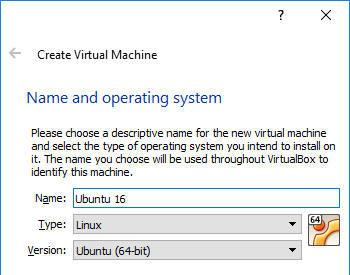 ?
Create Virtual Machine
Name and operating system
Please choose a descriptive name for the new virtual machine
and select the type of operating system you intend to install on
it. The name you choose will be used throughout VirtualBox to
identify this machine.
Name: Ubuntu 16
Type: Linux
64
Version: Ubuntu (64-bit)